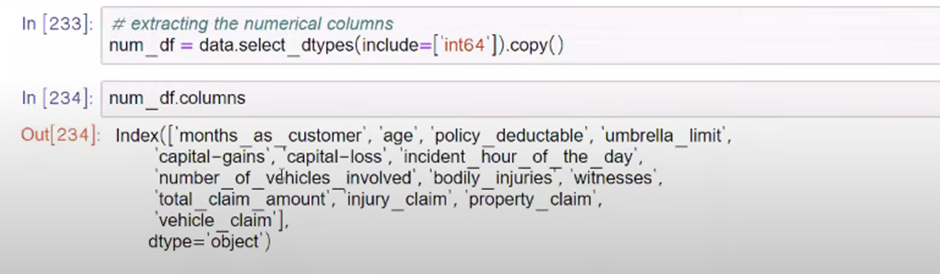 In [233]: # extracting the numerical columns
num_df = data.select_dtypes(include=['int64']).copy()
In [234]: num_df.columns
Out[234]: Index(['months_as_customer', 'age', 'policy_deductable', 'umbrella_limit',
'capital-gains', 'capital-loss', 'incident_hour_of_the_day',
'number_of_vehicles_involved', 'bodily_injuries', 'witnesses',
'total_claim_amount', 'injury_claim', 'property_claim',
'vehicle_claim'],
dtype='object')